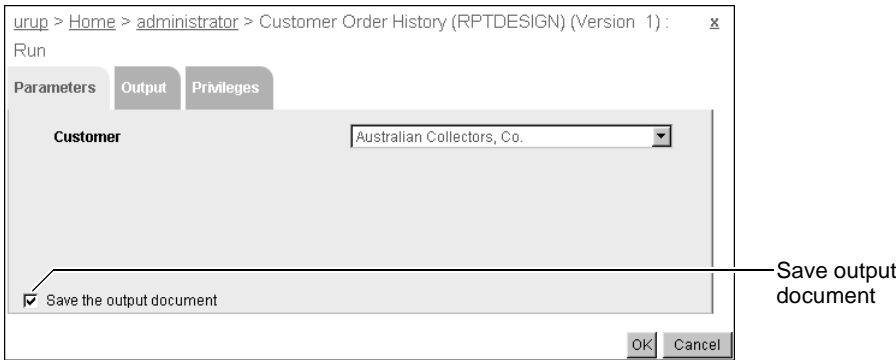 urup > Home > administrator > Customer Order History (RPTDESIGN) (Version 1) : x
Run
Parameters Output Privileges
Customer Australian Collectors, Co.
Save output
document
Save the output document
OK Cancel